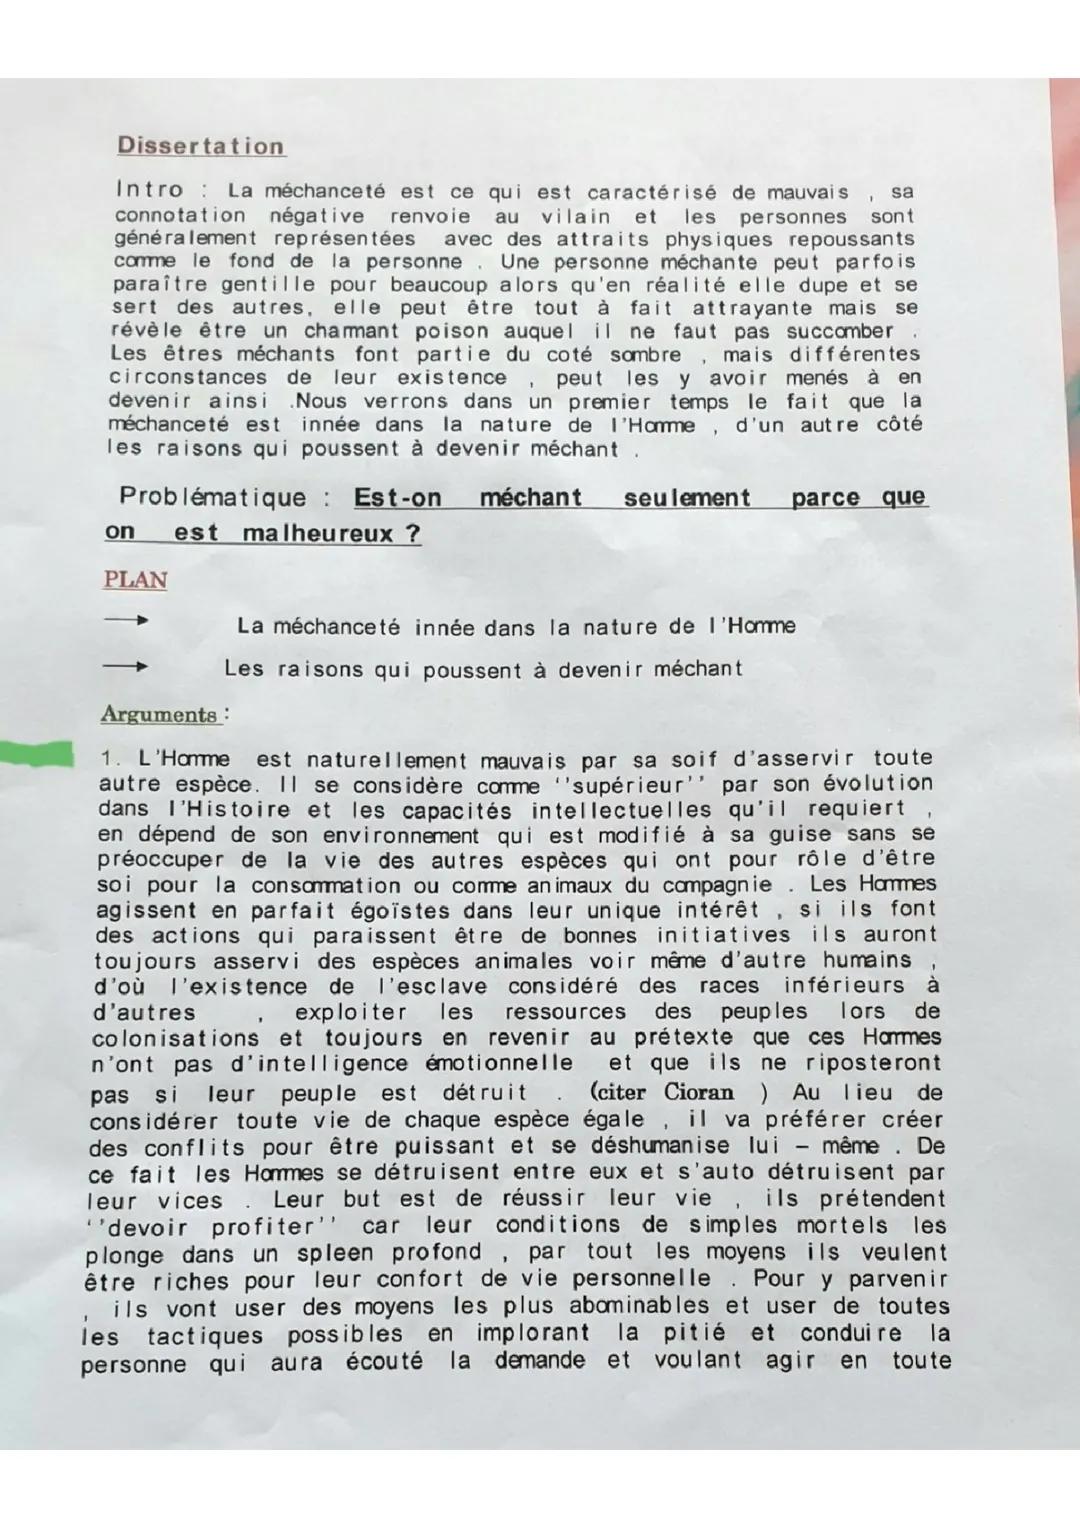 Dissertation
Intro : La méchanceté est ce qui est caractérisé de mauvais , sa
connotation négative renvoie au vilain et les personnes sont
généralement représentées avec des attraits physiques repoussants
comme le fond de la personne . Une personne méchante peut parfois
paraître gentille pour beaucoup alors qu'en réalité elle dupe et se
sert des autres, elle peut être tout à fait attrayante mais se
révèle être un charmant poison auquel il ne faut pas succomber .
Les êtres méchants font partie du coté sombre , mais différentes
circonstances de leur existence , peut les y avoir menés à en
devenir ainsi .Nous verrons dans un premier temps le fait que la
méchanceté est innée dans la nature de l'Homme , d'un autre côté
les raisons qui poussent à devenir méchant .
Problématique : Est-on méchant seulement parce que
on est malheureux ?
PLAN
→ La méchanceté innée dans la nature de l'Homme
→ Les raisons qui poussent à devenir méchant
Arguments :
1. L'Homme est naturellement mauvais par sa soif d'asservir toute
autre espèce. Il se considère comme ''supérieur'' par son évolution
dans l'Histoire et les capacités intellectuelles qu'il requiert ,
en dépend de son environnement qui est modifié à sa guise sans se
préoccuper de la vie des autres espèces qui ont pour rôle d'être
soi pour la consommation ou comme animaux du compagnie . Les Hommes
agissent en parfait égoïstes dans leur unique intérêt , si ils font
des actions qui paraissent être de bonnes initiatives ils auront
toujours asservi des espèces animales voir même d'autre humains ,
d'où l'existence de l'esclave considéré des races inférieurs à
d'autres , exploiter les ressources des peuples lors de
colonisations et toujours en revenir au prétexte que ces Hommes
n'ont pas d'intelligence émotionnelle et que ils ne riposteront
pas si leur peuple est détruit . (citer Cioran ) Au lieu de
considérer toute vie de chaque espèce égale , il va préférer créer
des conflits pour être puissant et se déshumanise lui – même . De
ce fait les Hommes se détruisent entre eux et s'auto détruisent par
leur vices . Leur but est de réussir leur vie , ils prétendent
''devoir profiter'' car leur conditions de simples mortels les
plonge dans un spleen profond , par tout les moyens ils veulent
être riches pour leur confort de vie personnelle . Pour y parvenir
, ils vont user des moyens les plus abominables et user de toutes
les tactiques possibles en implorant la pitié et conduire la
personne qui aura écouté la demande et voulant agir en toute